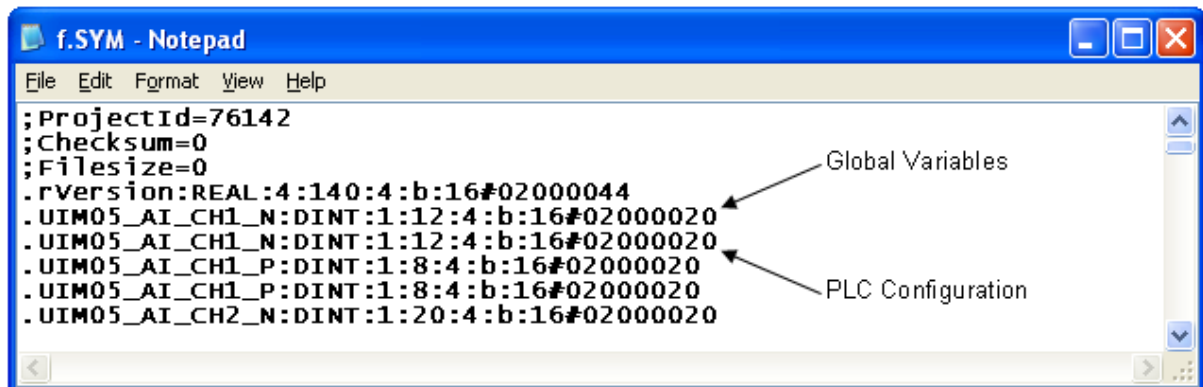 f.SYM - Notepad
File Edit Format View Help
;ProjectId=76142
;Checksum=0
;Filesize=0
.rVersion:REAL:4:140:4:b:16#02000044
.UIM05_AI_CH1_N:DINT:1:12:4:b:16#02000020
.UIM05_AI_CH1_N:DINT:1:12:4:b:16#02000020
.UIM05_AI_CH1_P:DINT:1:8:4:b:16#02000020
.UIM05_AI_CH1_P:DINT:1:8:4:b:16#02000020
.UIM05_AI_CH2_N:DINT:1:20:4:b:16#02000020
Global Variables
PLC Configuration